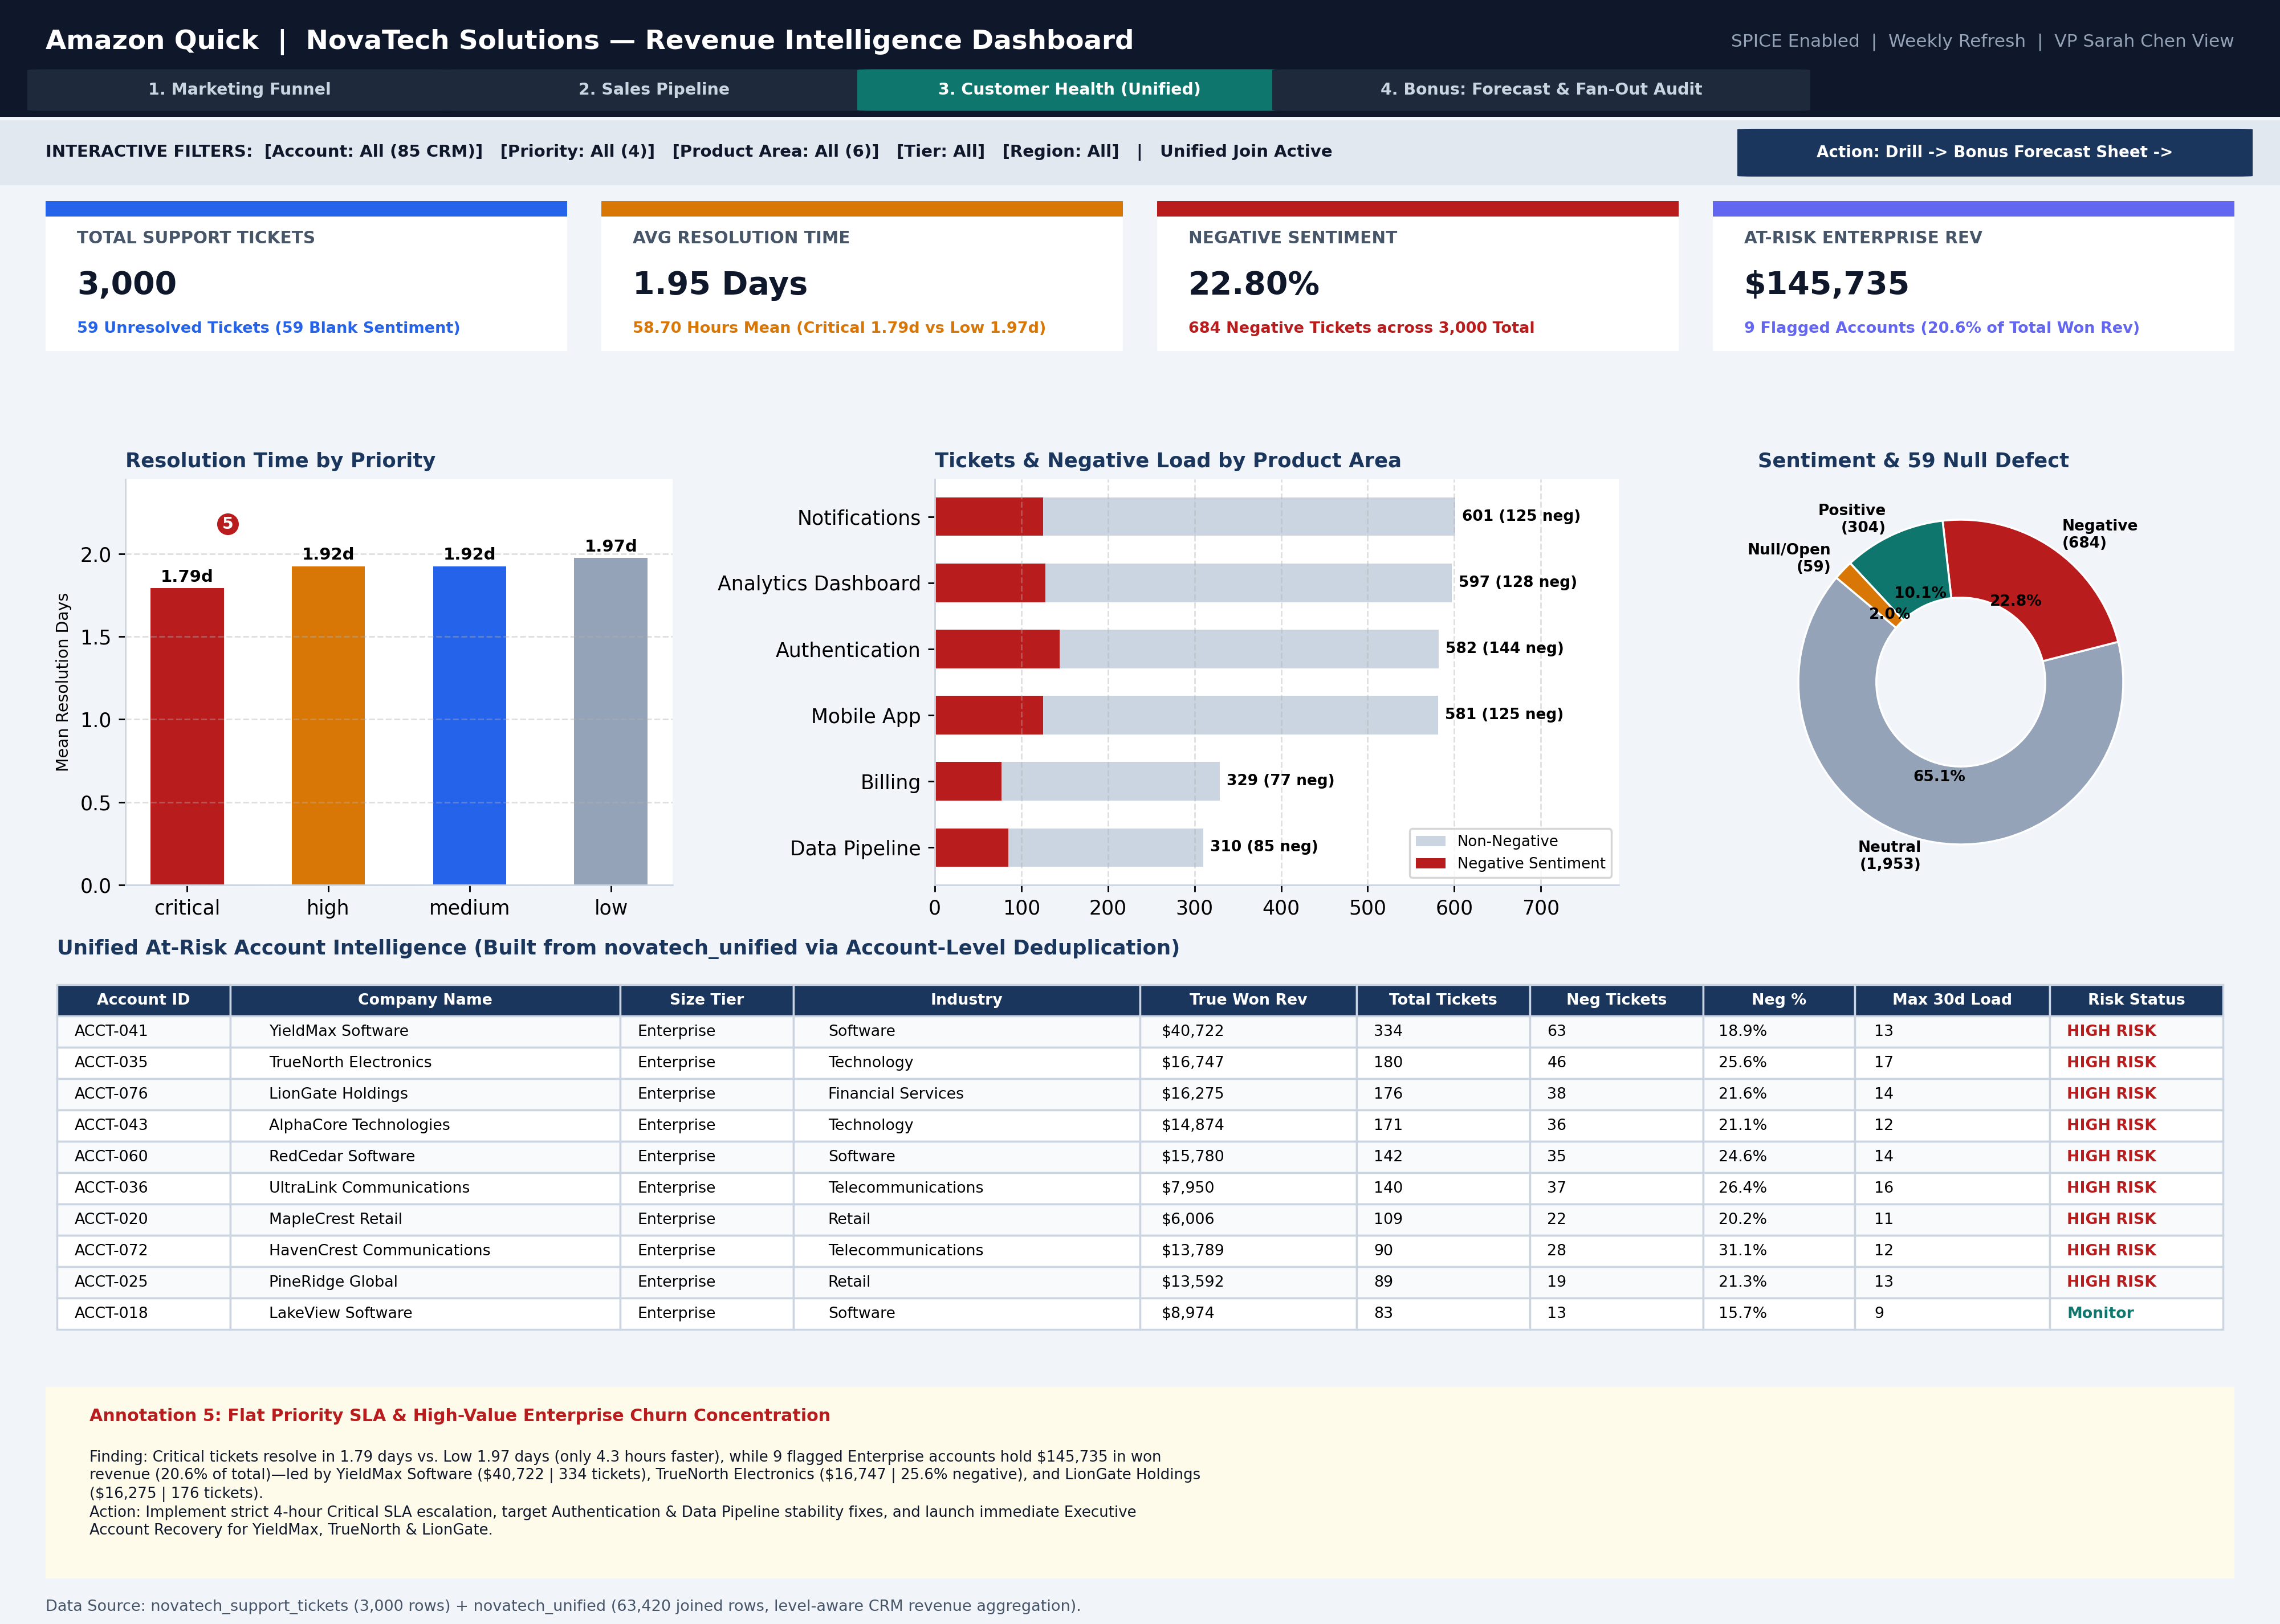 Amazon Quick | NovaTech Solutions — Revenue Intelligence Dashboard
SPICE Enabled | Weekly Refresh | VP Sarah Chen View
1. Marketing Funnel
2. Sales Pipeline
3. Customer Health (Unified)
4. Bonus: Forecast & Fan-Out Audit
INTERACTIVE FILTERS: [Account: All (85 CRM)] [Priority: All (4)] [Product Area: All (6)] [Tier: All] [Region: All] | Unified Join Active
Action: Drill -> Bonus Forecast Sheet ->
TOTAL SUPPORT TICKETS
3,000
59 Unresolved Tickets (59 Blank Sentiment)
AVG RESOLUTION TIME
1.95 Days
58.70 Hours Mean (Critical 1.79d vs Low 1.97d)
NEGATIVE SENTIMENT
22.80%
684 Negative Tickets across 3,000 Total
AT-RISK ENTERPRISE REV
$145,735
9 Flagged Accounts (20.6% of Total Won Rev)
Resolution Time by Priority
Mean Resolution Days
2.0
1.5
1.0
0.5
0.0
5
1.79d
1.92d
1.92d
1.97d
critical
high
medium
low
Tickets & Negative Load by Product Area
Notifications
601 (125 neg)
Analytics Dashboard
597 (128 neg)
Authentication
582 (144 neg)
Mobile App
581 (125 neg)
Billing
329 (77 neg)
Data Pipeline
310 (85 neg)
Non-Negative
Negative Sentiment
0
100
200
300
400
500
600
700
Sentiment & 59 Null Defect
Positive
(304)
Negative
(684)
Null/Open
(59)
10.1%
22.8%
2.0%
65.1%
Neutral
(1,953)
Unified At-Risk Account Intelligence (Built from novatech_unified via Account-Level Deduplication)
Account ID Company Name Size Tier Industry True Won Rev Total Tickets Neg Tickets Neg % Max 30d Load Risk Status
ACCT-041 YieldMax Software Enterprise Software $40,722 334 63 18.9% 13 HIGH RISK
ACCT-035 TrueNorth Electronics Enterprise Technology $16,747 180 46 25.6% 17 HIGH RISK
ACCT-076 LionGate Holdings Enterprise Financial Services $16,275 176 38 21.6% 14 HIGH RISK
ACCT-043 AlphaCore Technologies Enterprise Technology $14,874 171 36 21.1% 12 HIGH RISK
ACCT-060 RedCedar Software Enterprise Software $15,780 142 35 24.6% 14 HIGH RISK
ACCT-036 UltraLink Communications Enterprise Telecommunications $7,950 140 37 26.4% 16 HIGH RISK
ACCT-020 MapleCrest Retail Enterprise Retail $6,006 109 22 20.2% 11 HIGH RISK
ACCT-072 HavenCrest Communications Enterprise Telecommunications $13,789 90 28 31.1% 12 HIGH RISK
ACCT-025 PineRidge Global Enterprise Retail $13,592 89 19 21.3% 13 HIGH RISK
ACCT-018 LakeView Software Enterprise Software $8,974 83 13 15.7% 9 Monitor
Annotation 5: Flat Priority SLA & High-Value Enterprise Churn Concentration
Finding: Critical tickets resolve in 1.79 days vs. Low 1.97 days (only 4.3 hours faster), while 9 flagged Enterprise accounts hold $145,735 in won
revenue (20.6% of total)—led by YieldMax Software ($40,722 | 334 tickets), TrueNorth Electronics ($16,747 | 25.6% negative), and LionGate Holdings
($16,275 | 176 tickets).
Action: Implement strict 4-hour Critical SLA escalation, target Authentication & Data Pipeline stability fixes, and launch immediate Executive
Account Recovery for YieldMax, TrueNorth & LionGate.
Data Source: novatech_support_tickets (3,000 rows) + novatech_unified (63,420 joined rows, level-aware CRM revenue aggregation).